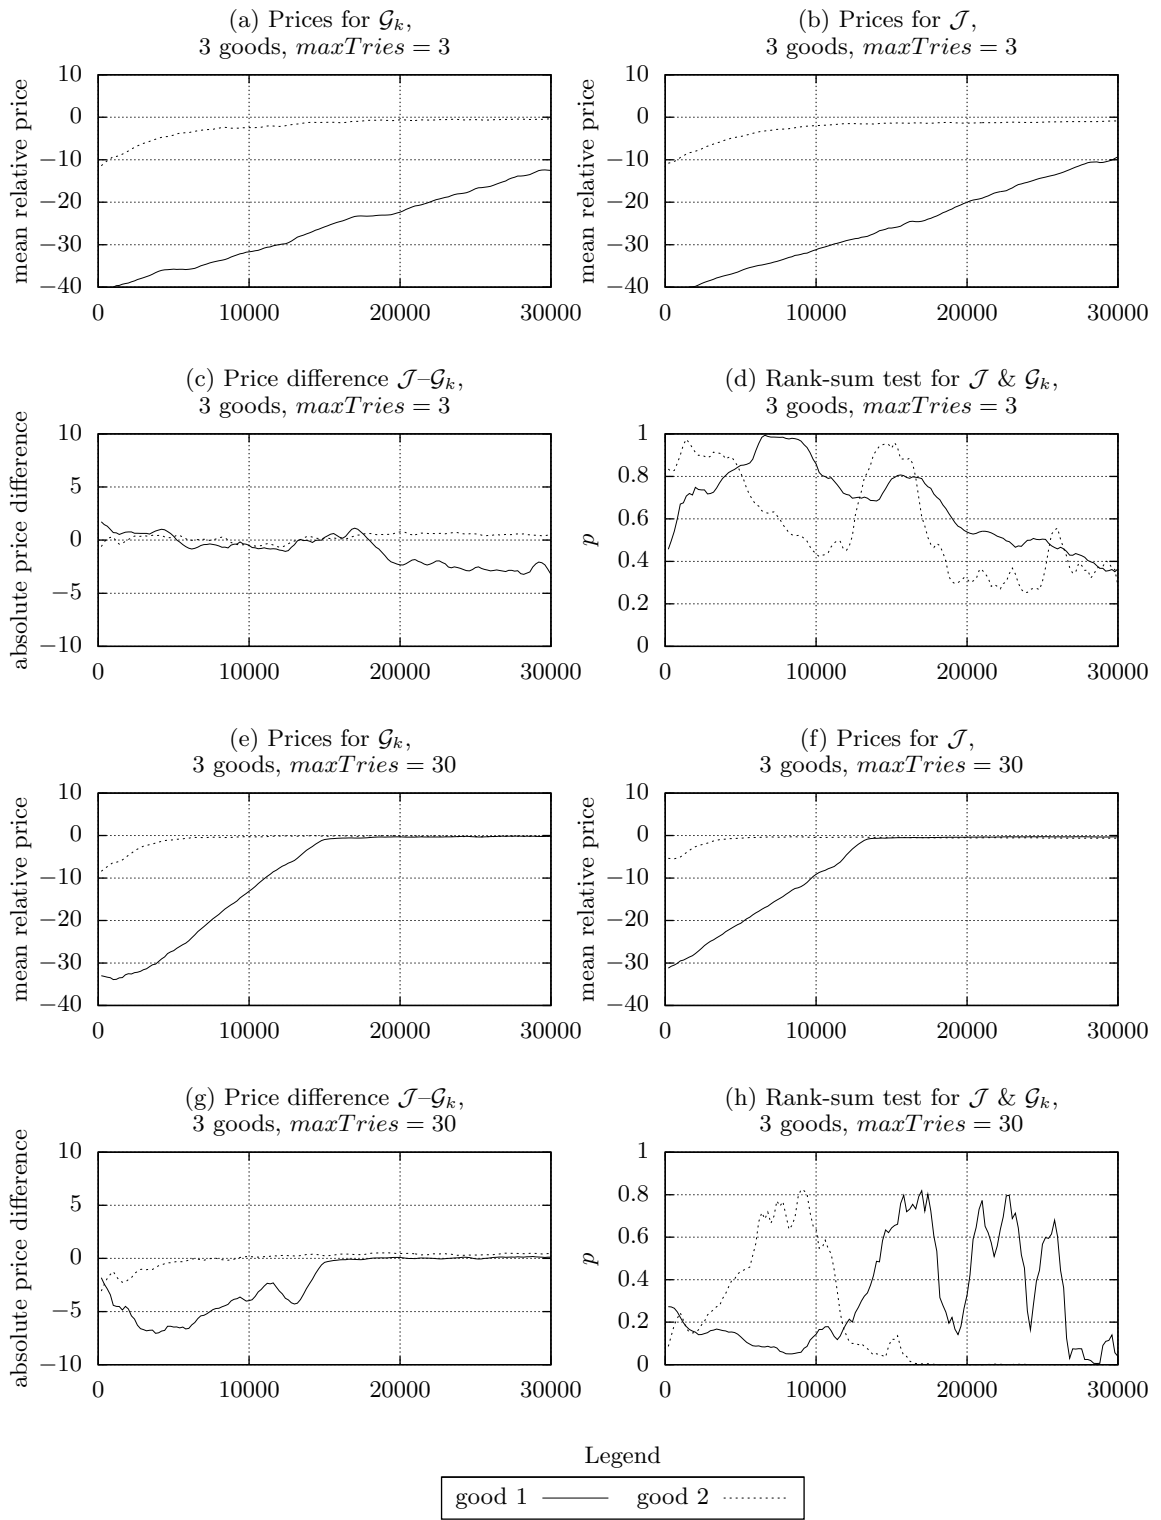 (a) Prices for 𝒢ₖ,
3 goods, maxTries = 3
mean relative price
10
0
−10
−20
−30
−40
0 10000 20000 30000
(b) Prices for 𝒥,
3 goods, maxTries = 3
mean relative price
10
0
−10
−20
−30
−40
0 10000 20000 30000
(c) Price difference 𝒥–𝒢ₖ,
3 goods, maxTries = 3
absolute price difference
10
5
0
−5
−10
0 10000 20000 30000
(d) Rank-sum test for 𝒥 & 𝒢ₖ,
3 goods, maxTries = 3
p
1
0.8
0.6
0.4
0.2
0
0 10000 20000 30000
(e) Prices for 𝒢ₖ,
3 goods, maxTries = 30
mean relative price
10
0
−10
−20
−30
−40
0 10000 20000 30000
(f) Prices for 𝒥,
3 goods, maxTries = 30
mean relative price
10
0
−10
−20
−30
−40
0 10000 20000 30000
(g) Price difference 𝒥–𝒢ₖ,
3 goods, maxTries = 30
absolute price difference
10
5
0
−5
−10
0 10000 20000 30000
(h) Rank-sum test for 𝒥 & 𝒢ₖ,
3 goods, maxTries = 30
p
1
0.8
0.6
0.4
0.2
0
0 10000 20000 30000
Legend
good 1 good 2